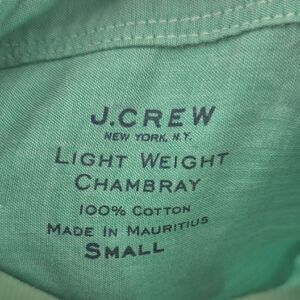 J.CREW
NEW YORK, N.Y.
LIGHT WEIGHT
CHAMBRAY
100% COTTON
MADE IN MAURITIUS
SMALL